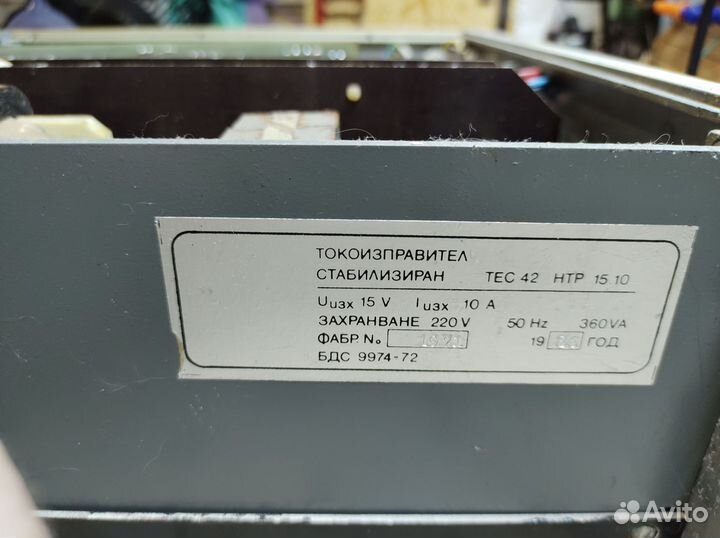 ТОКОИЗПРАВИТЕЛ
СТАБИЛИЗИРАН ТЕС 42 НТР 15.10
Uизх 15 V Iизх 10 A
ЗАХРАНВАНЕ 220 V 50 Hz 360VA
ФАБР. No 19 ГОД
БДС 9974-72
Avito